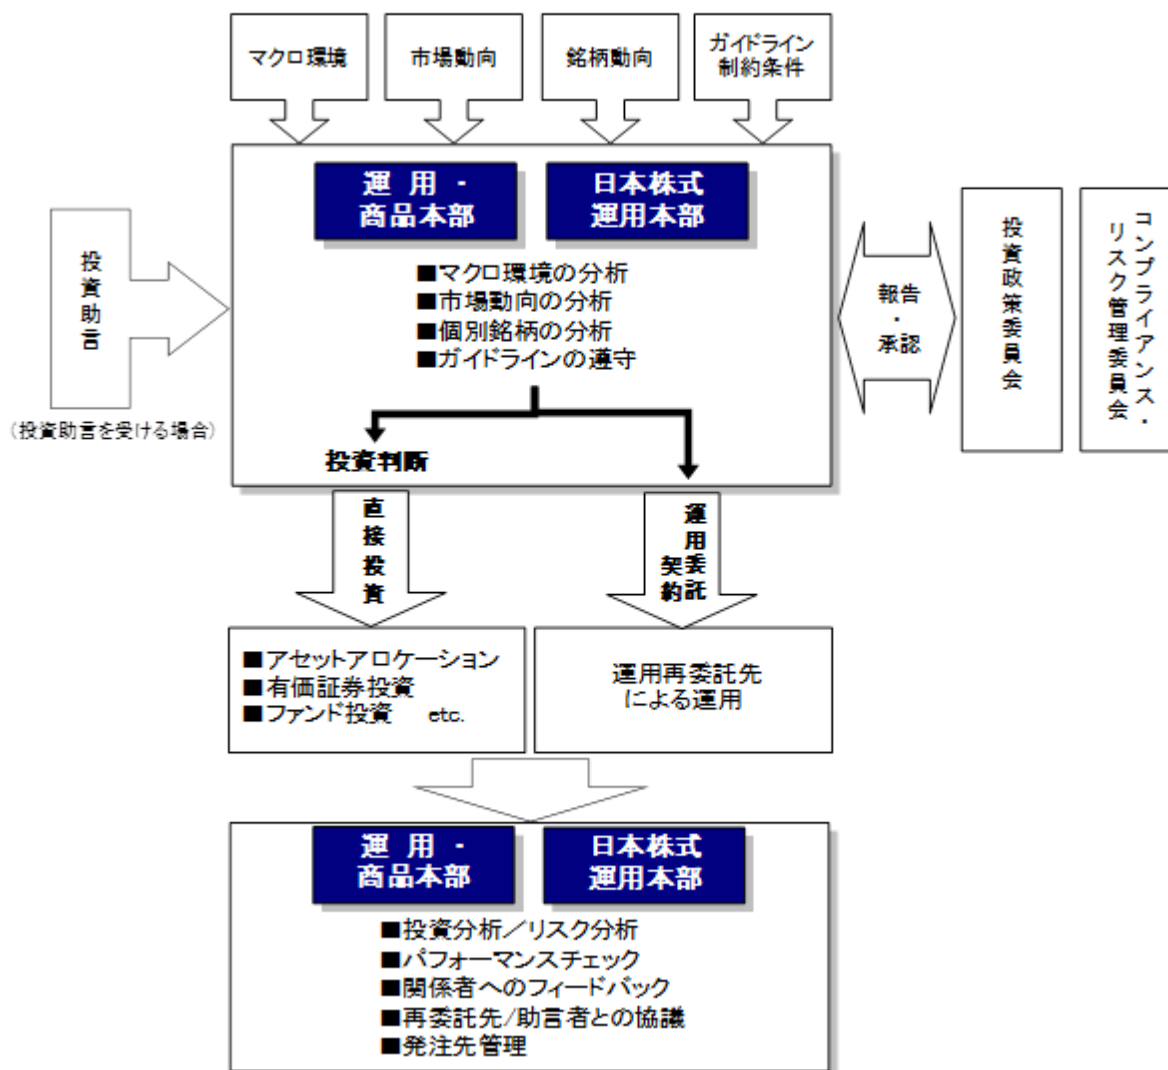 マクロ環境
市場動向
銘柄動向
ガイドライン
制約条件
運 用 -
商品本部
日本株式
運用本部
■マクロ環境の分析
■市場動向の分析
■個別銘柄の分析
■ガイドラインの遵守
投資助言
(投資助言を受ける場合)
報告
・
承認
投資政策委員会
コンプライアンス・
リスク管理委員会
投資判断
直接投資
運用委託
契約
■アセットアロケーション
■有価証券投資
■ファンド投資 etc.
運用再委託先
による運用
運 用 -
商品本部
日本株式
運用本部
■投資分析/リスク分析
■パフォーマンスチェック
■関係者へのフィードバック
■再委託先/助言者との協議
■発注先管理